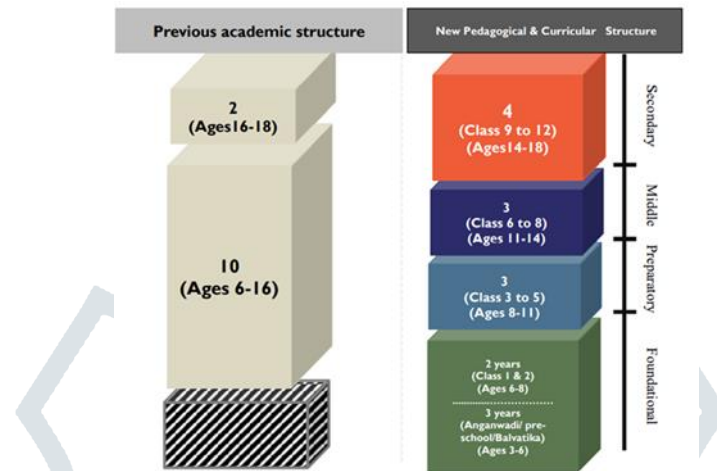 Previous academic structure
New Pedagogical & Curricular Structure
2
(Ages16-18)
10
(Ages 6-16)
4
(Class 9 to 12)
(Ages14-18)
3
(Class 6 to 8)
(Ages 11-14)
3
(Class 3 to 5)
(Ages 8-11)
2 years
(Class 1 & 2)
(Ages 6-8)
3 years
(Anganwadi/ pre-
school/Balvatika)
(Ages 3-6)
Secondary
Middle
Preparatory
Foundational